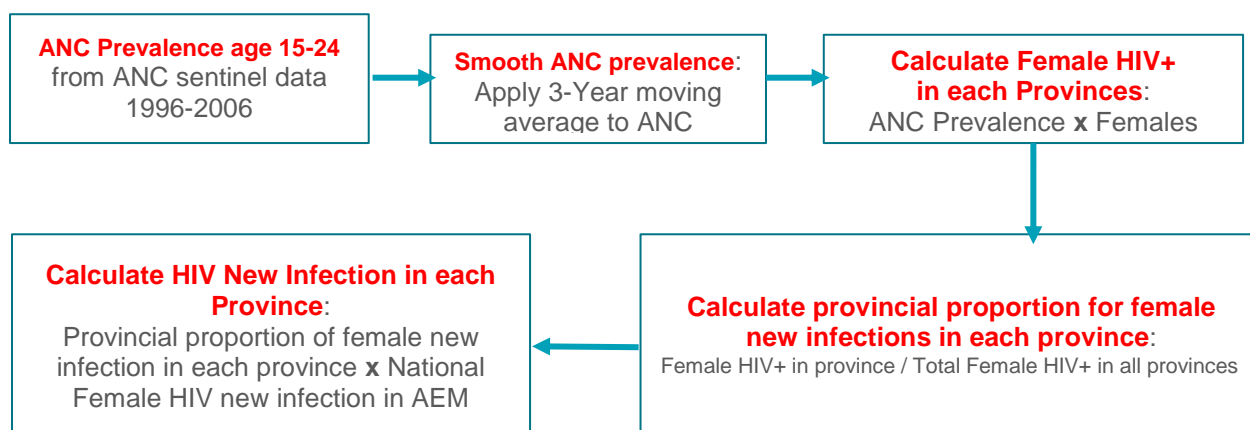 ANC Prevalence age 15-24
from ANC sentinel data
1996-2006
Smooth ANC prevalence:
Apply 3-Year moving
average to ANC
Calculate Female HIV+
in each Provinces:
ANC Prevalence x Females
Calculate provincial proportion for female
new infections in each province:
Female HIV+ in province / Total Female HIV+ in all provinces
Calculate HIV New Infection in each
Province:
Provincial proportion of female new
infection in each province x National
Female HIV new infection in AEM